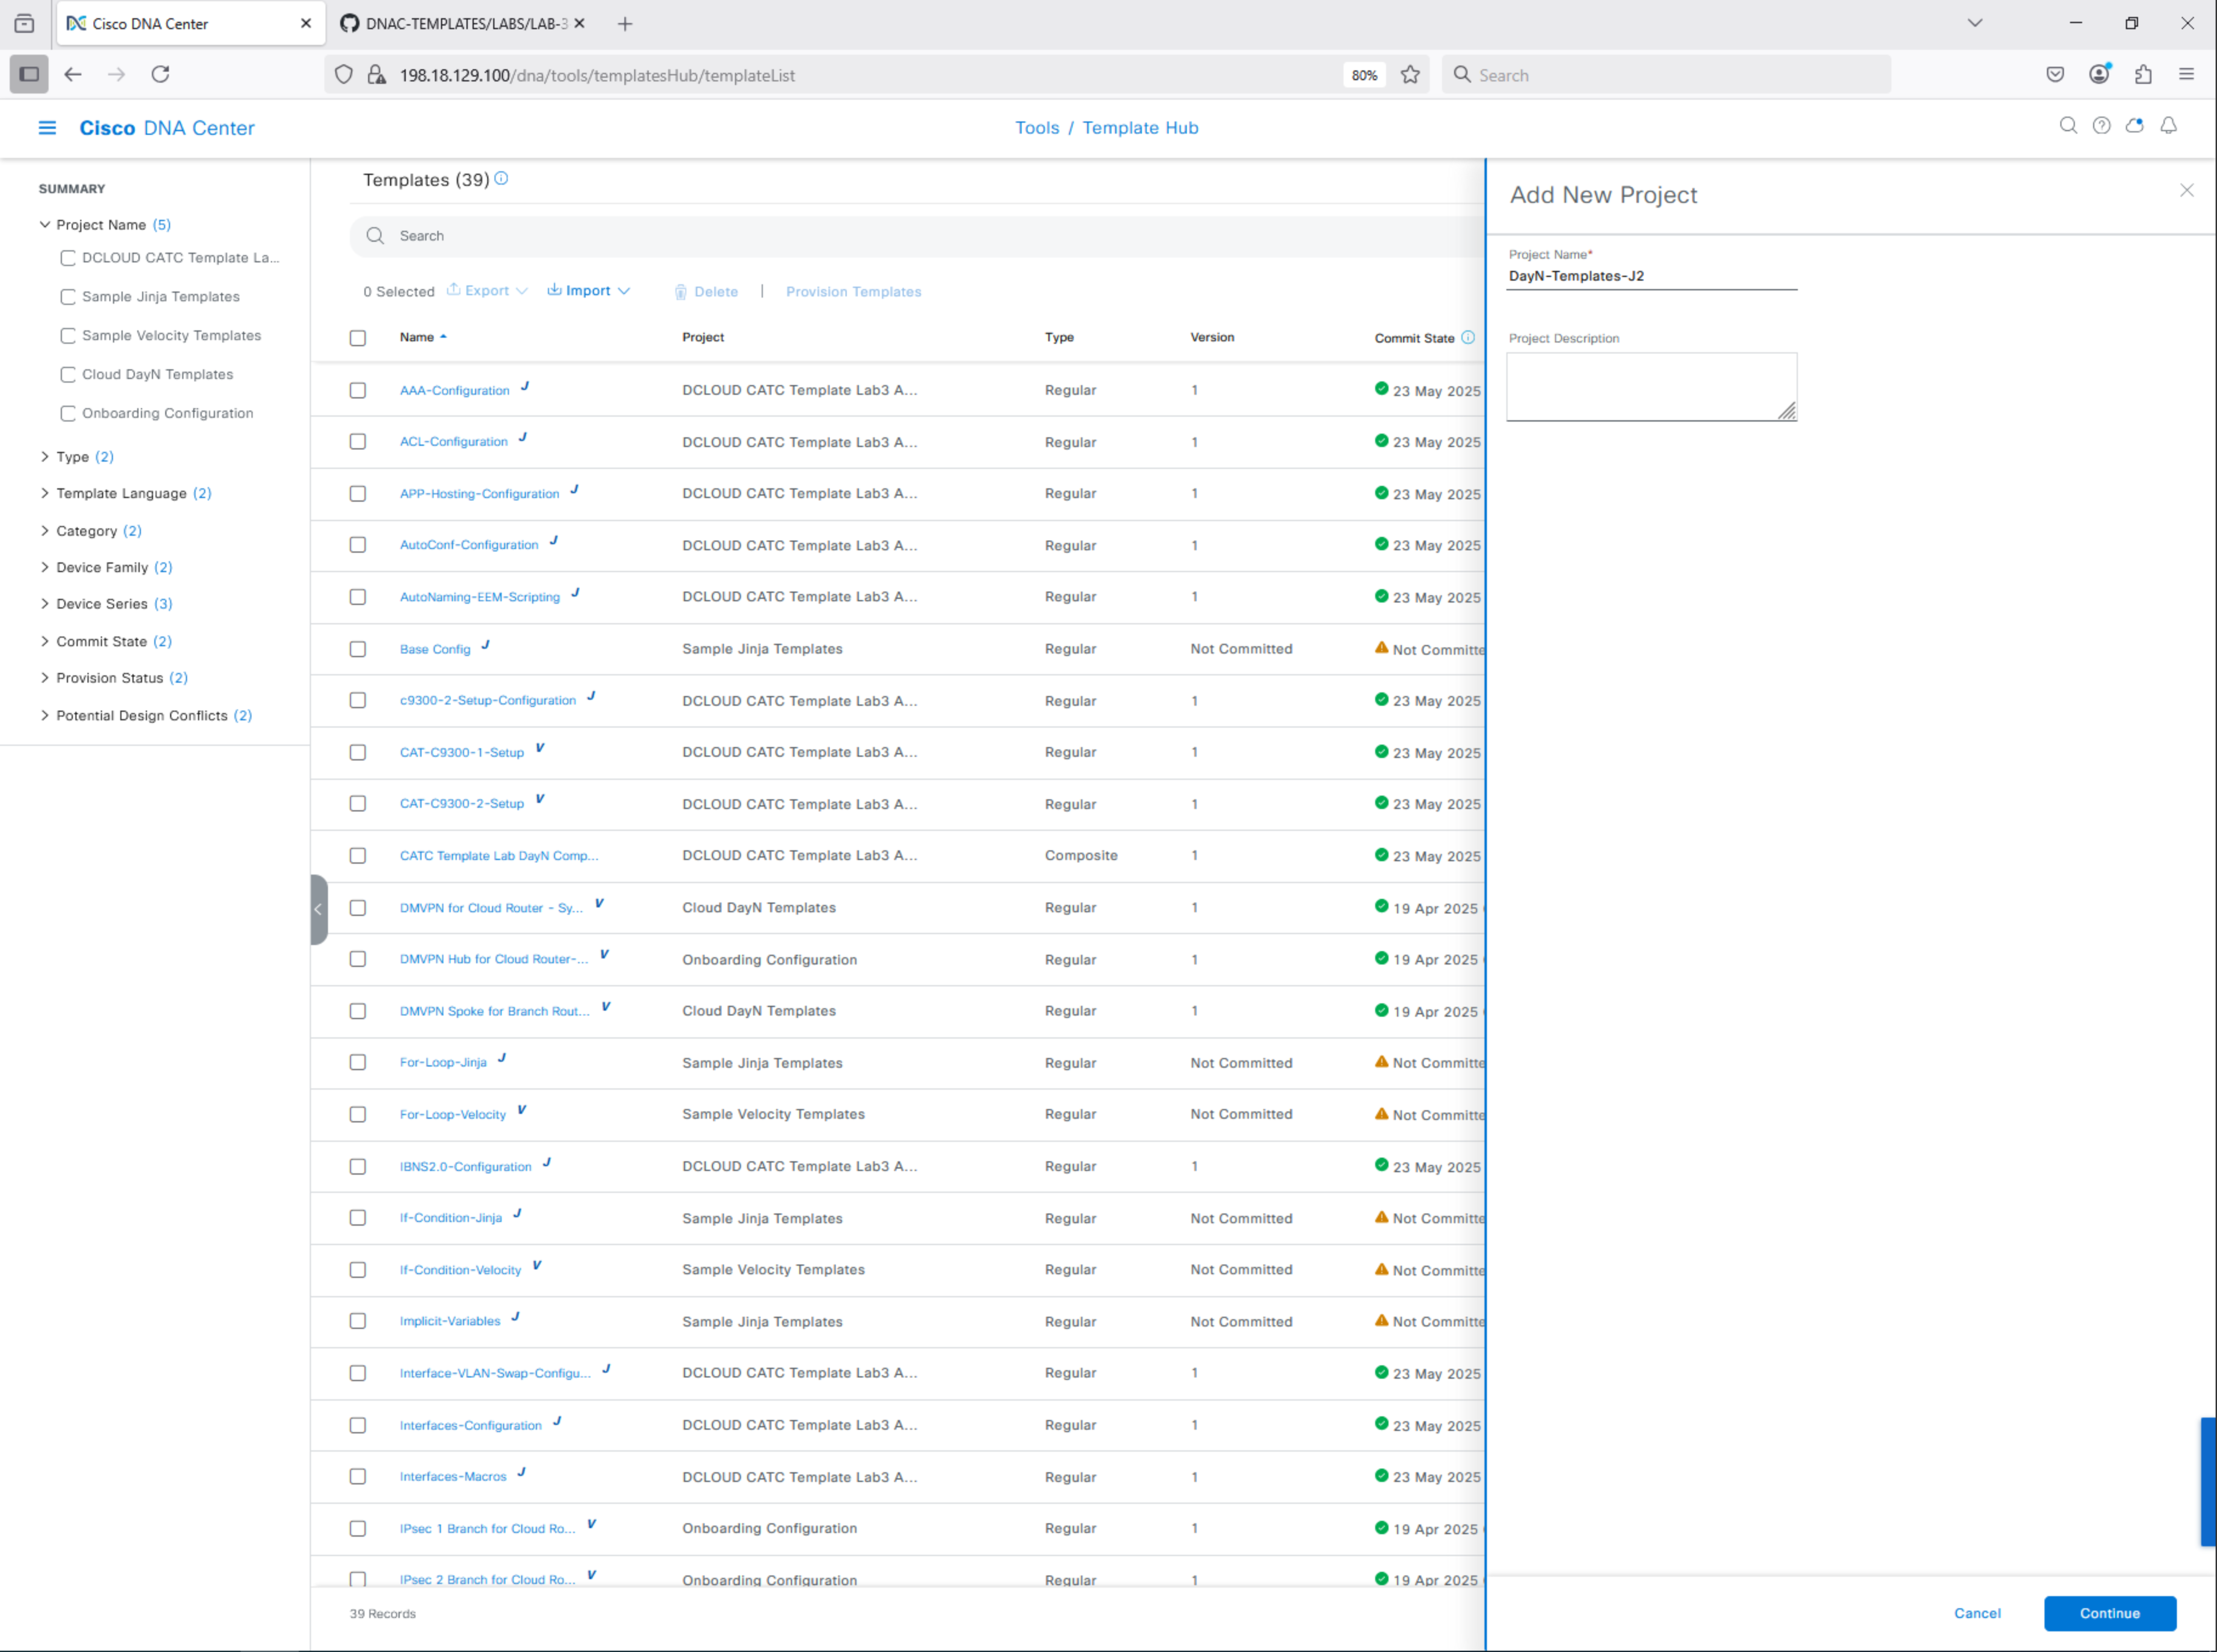 Cisco DNA Center
DNAC-TEMPLATES/LABS/LAB-3
198.18.129.100/dna/tools/templatesHub/templateList
80%
Search
Cisco DNA Center
Tools / Template Hub
SUMMARY
Project Name (5)
DCLOUD CATC Template La...
Sample Jinja Templates
Sample Velocity Templates
Cloud DayN Templates
Onboarding Configuration
Type (2)
Template Language (2)
Category (2)
Device Family (2)
Device Series (3)
Commit State (2)
Provision Status (2)
Potential Design Conflicts (2)
Templates (39)
Search
0 Selected Export Import Delete | Provision Templates
Name Project Type Version Commit State
AAA-Configuration J DCLOUD CATC Template Lab3 A... Regular 1 23 May 2025
ACL-Configuration J DCLOUD CATC Template Lab3 A... Regular 1 23 May 2025
APP-Hosting-Configuration J DCLOUD CATC Template Lab3 A... Regular 1 23 May 2025
AutoConf-Configuration J DCLOUD CATC Template Lab3 A... Regular 1 23 May 2025
AutoNaming-EEM-Scripting J DCLOUD CATC Template Lab3 A... Regular 1 23 May 2025
Base Config J Sample Jinja Templates Regular Not Committed Not Committe
c9300-2-Setup-Configuration J DCLOUD CATC Template Lab3 A... Regular 1 23 May 2025
CAT-C9300-1-Setup V DCLOUD CATC Template Lab3 A... Regular 1 23 May 2025
CAT-C9300-2-Setup V DCLOUD CATC Template Lab3 A... Regular 1 23 May 2025
CATC Template Lab DayN Comp... DCLOUD CATC Template Lab3 A... Composite 1 23 May 2025
DMVPN for Cloud Router - Sy... V Cloud DayN Templates Regular 1 19 Apr 2025
DMVPN Hub for Cloud Router-... V Onboarding Configuration Regular 1 19 Apr 2025
DMVPN Spoke for Branch Rout... V Cloud DayN Templates Regular 1 19 Apr 2025
For-Loop-Jinja J Sample Jinja Templates Regular Not Committed Not Committe
For-Loop-Velocity V Sample Velocity Templates Regular Not Committed Not Committe
IBNS2.0-Configuration J DCLOUD CATC Template Lab3 A... Regular 1 23 May 2025
If-Condition-Jinja J Sample Jinja Templates Regular Not Committed Not Committe
If-Condition-Velocity V Sample Velocity Templates Regular Not Committed Not Committe
Implicit-Variables J Sample Jinja Templates Regular Not Committed Not Committe
Interface-VLAN-Swap-Configu... J DCLOUD CATC Template Lab3 A... Regular 1 23 May 2025
Interfaces-Configuration J DCLOUD CATC Template Lab3 A... Regular 1 23 May 2025
Interfaces-Macros J DCLOUD CATC Template Lab3 A... Regular 1 23 May 2025
IPsec 1 Branch for Cloud Ro... V Onboarding Configuration Regular 1 19 Apr 2025
IPsec 2 Branch for Cloud Ro... V Onboarding Configuration Regular 1 19 Apr 2025
39 Records
Add New Project
Project Name*
DayN-Templates-J2
Project Description
Cancel
Continue